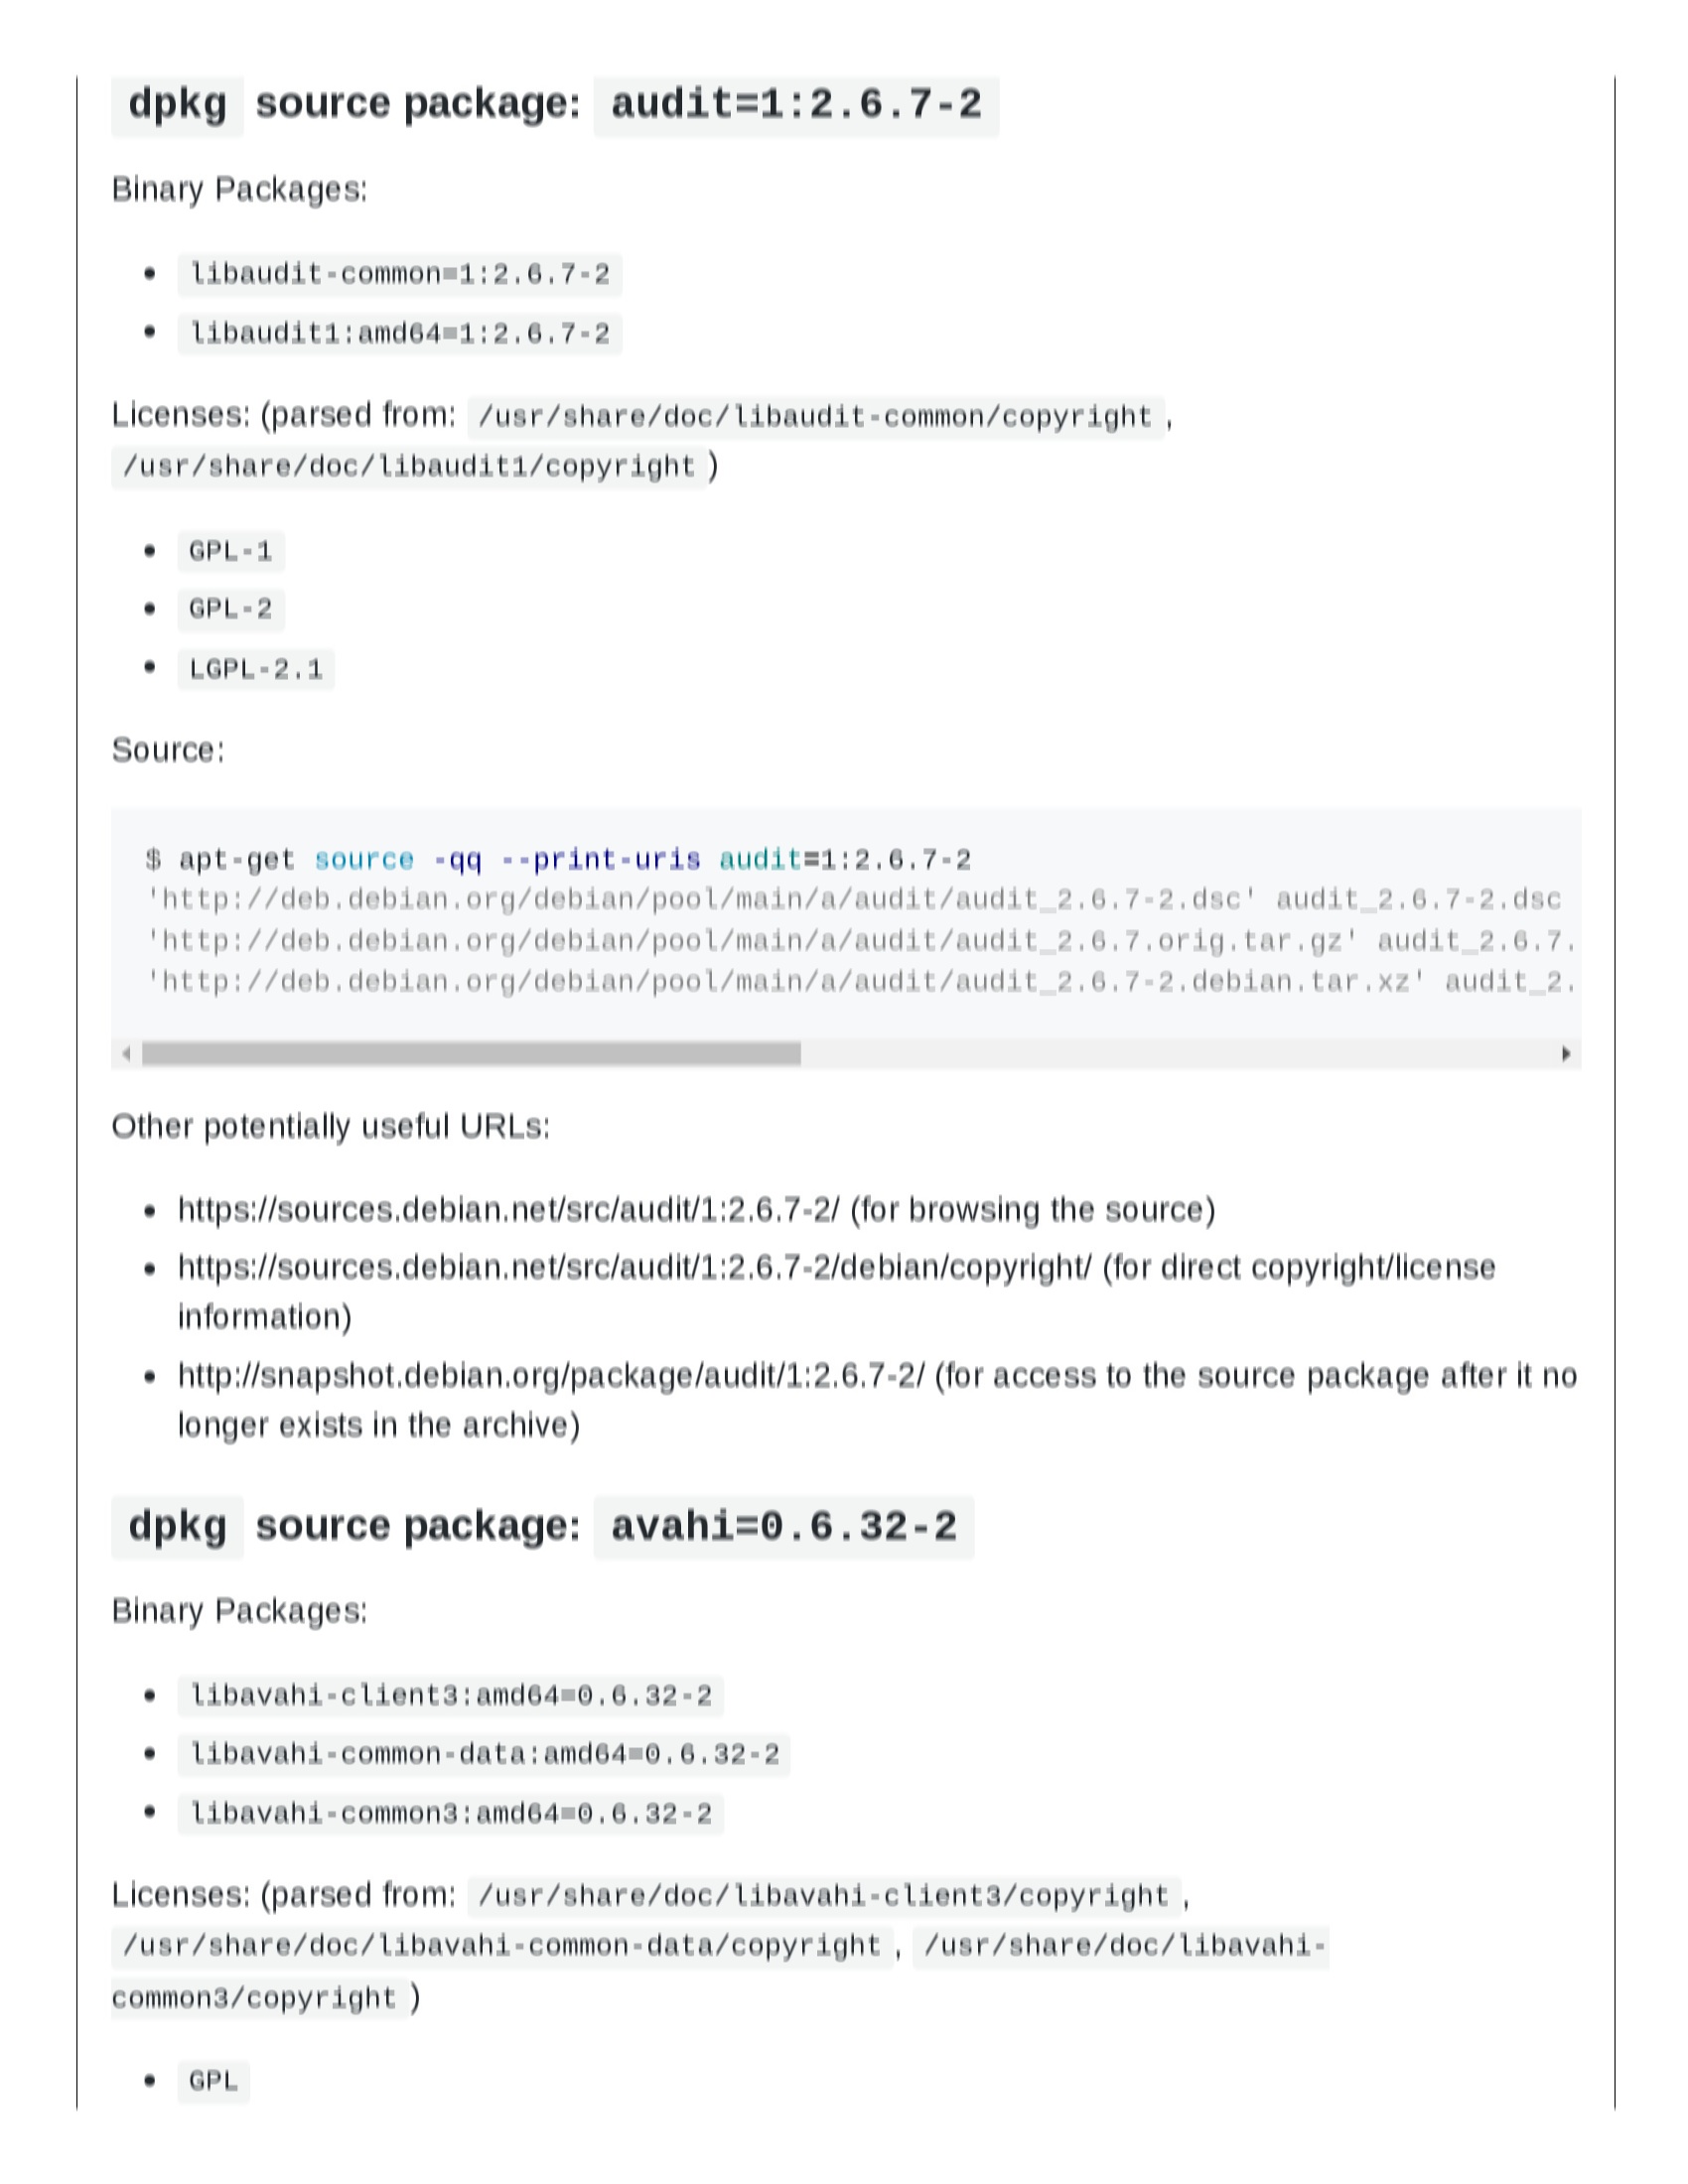 dpkg source package: audit=1:2.6.7-2
Binary Packages:
libaudit-common=1:2.6.7-2
libaudit1:amd64=1:2.6.7-2
Licenses: (parsed from: /usr/share/doc/libaudit-common/copyright ,
/usr/share/doc/libaudit1/copyright )
GPL-1
GPL-2
LGPL-2.1
Source:
$ apt-get source -qq --print-uris audit=1:2.6.7-2
'http://deb.debian.org/debian/pool/main/a/audit/audit_2.6.7-2.dsc' audit_2.6.7-2.dsc
'http://deb.debian.org/debian/pool/main/a/audit/audit_2.6.7.orig.tar.gz' audit_2.6.7.
'http://deb.debian.org/debian/pool/main/a/audit/audit_2.6.7-2.debian.tar.xz' audit_2.
Other potentially useful URLs:
https://sources.debian.net/src/audit/1:2.6.7-2/ (for browsing the source)
https://sources.debian.net/src/audit/1:2.6.7-2/debian/copyright/ (for direct copyright/license
information)
http://snapshot.debian.org/package/audit/1:2.6.7-2/ (for access to the source package after it no
longer exists in the archive)
dpkg source package: avahi=0.6.32-2
Binary Packages:
libavahi-client3:amd64=0.6.32-2
libavahi-common-data:amd64=0.6.32-2
libavahi-common3:amd64=0.6.32-2
Licenses: (parsed from: /usr/share/doc/libavahi-client3/copyright ,
/usr/share/doc/libavahi-common-data/copyright , /usr/share/doc/libavahi-
common3/copyright )
GPL